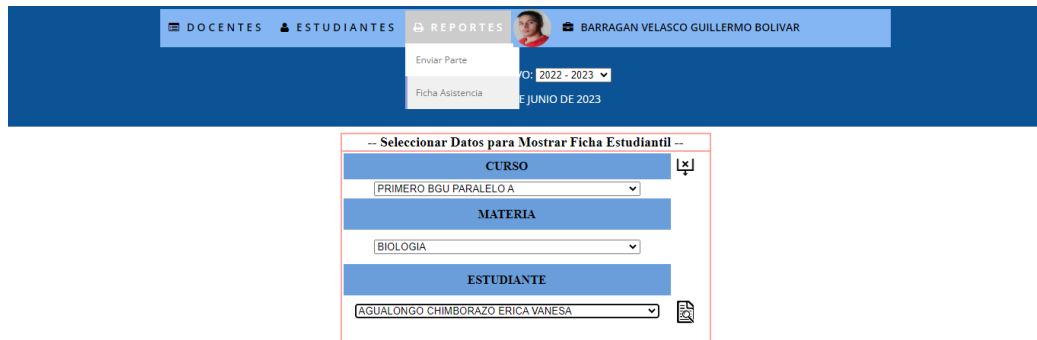 DOCENTES ESTUDIANTES REPORTES BARRAGAN VELASCO GUILLERMO BOLIVAR
Enviar Parte
VO: 2022 - 2023
Ficha Asistencia
E JUNIO DE 2023
-- Seleccionar Datos para Mostrar Ficha Estudiantil --
CURSO
PRIMERO BGU PARALELO A
MATERIA
BIOLOGIA
ESTUDIANTE
AGUALONGO CHIMBORAZO ERICA VANESA